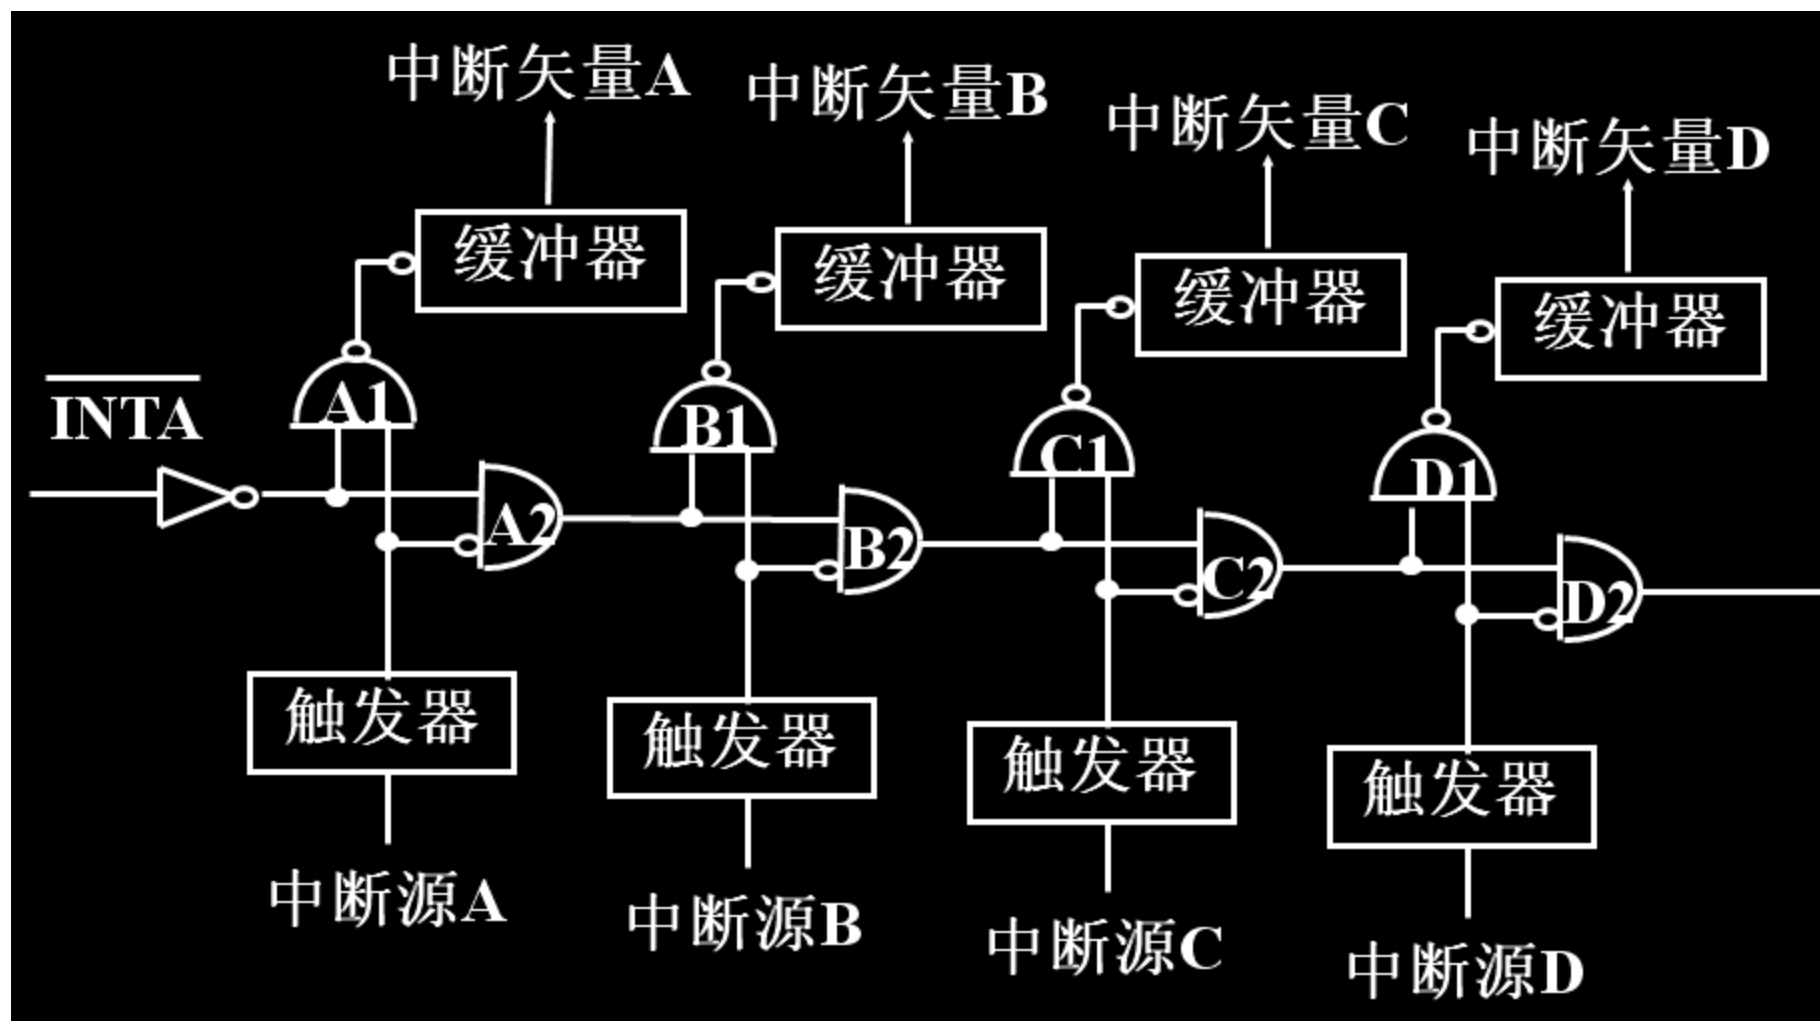 中断矢量A
中断矢量B
中断矢量C
中断矢量D
缓冲器
缓冲器
缓冲器
缓冲器
INTA
A1
B1
C1
D1
A2
B2
C2
D2
触发器
触发器
触发器
触发器
中断源A
中断源B
中断源C
中断源D